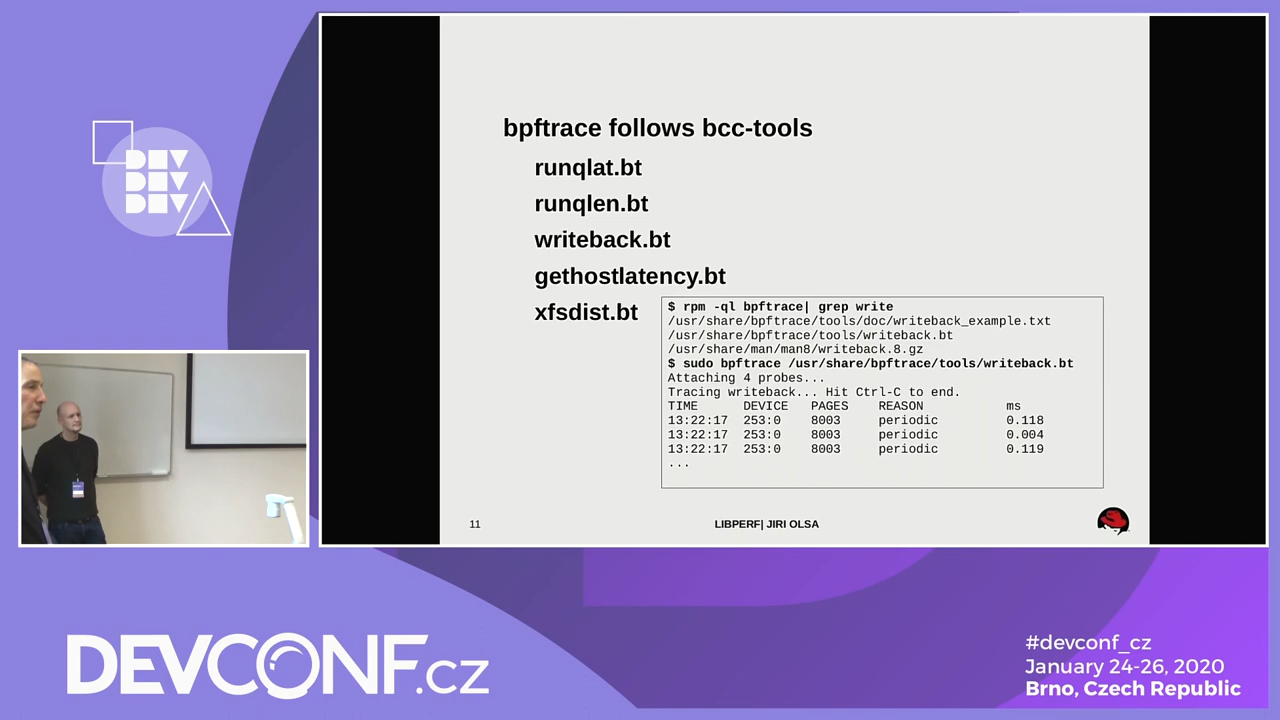 DEV
DEV
DEV
bpftrace follows bcc-tools
runqlat.bt
runqlen.bt
writeback.bt
gethostlatency.bt
xfsdist.bt
$ rpm -ql bpftrace| grep write
/usr/share/bpftrace/tools/doc/writeback_example.txt
/usr/share/bpftrace/tools/writeback.bt
/usr/share/man/man8/writeback.8.gz
$ sudo bpftrace /usr/share/bpftrace/tools/writeback.bt
Attaching 4 probes...
Tracing writeback... Hit Ctrl-C to end.
TIME DEVICE PAGES REASON ms
13:22:17 253:0 8003 periodic 0.118
13:22:17 253:0 8003 periodic 0.004
13:22:17 253:0 8003 periodic 0.119
...
11 LIBPERF| JIRI OLSA
DEVCONF.cz
#devconf_cz
January 24-26, 2020
Brno, Czech Republic